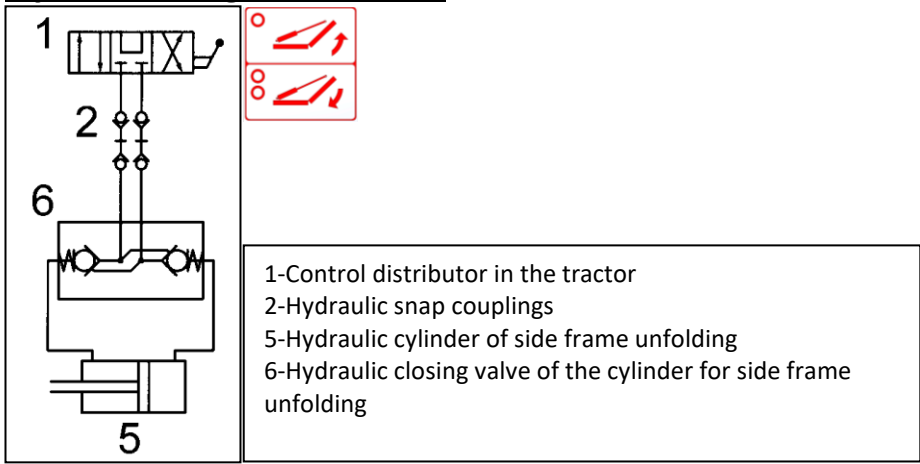 1
2
6
5
1-Control distributor in the tractor
2-Hydraulic snap couplings
5-Hydraulic cylinder of side frame unfolding
6-Hydraulic closing valve of the cylinder for side frame
unfolding